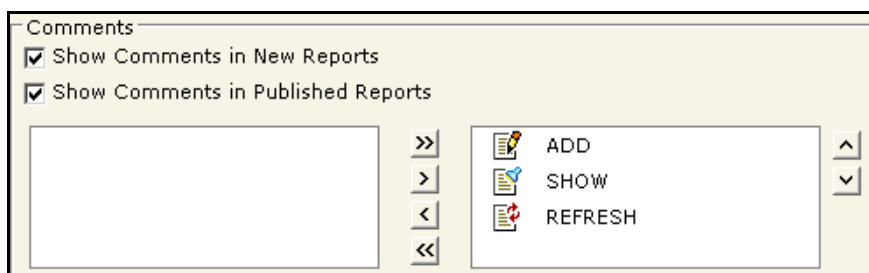 Comments
Show Comments in New Reports
Show Comments in Published Reports
>>
ADD
>
SHOW
<
REFRESH
<<